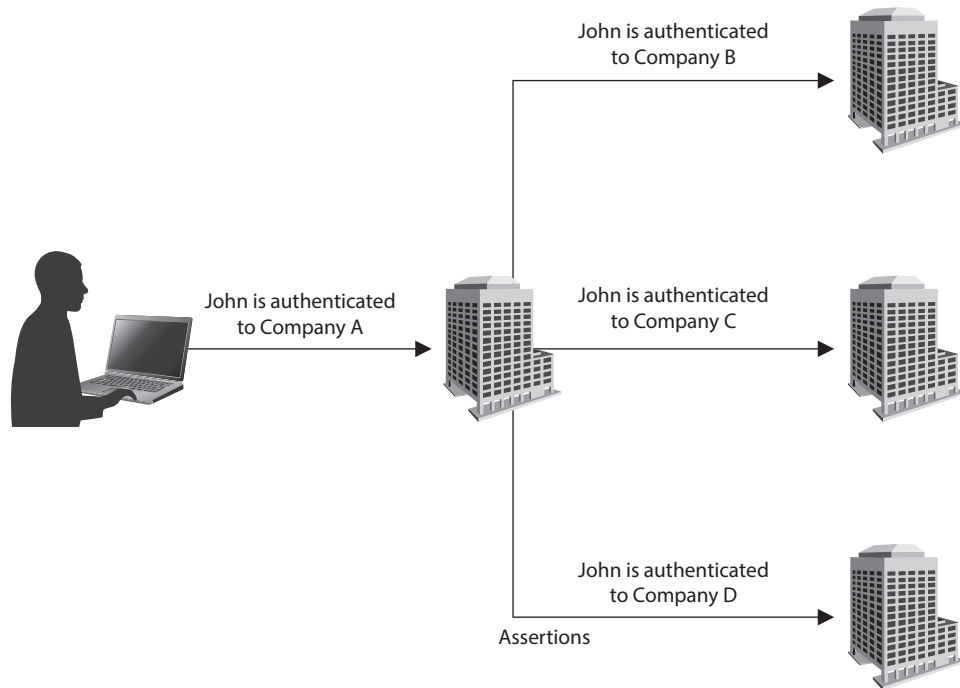 John is authenticated
to Company B
John is authenticated
to Company A
John is authenticated
to Company C
John is authenticated
to Company D
Assertions